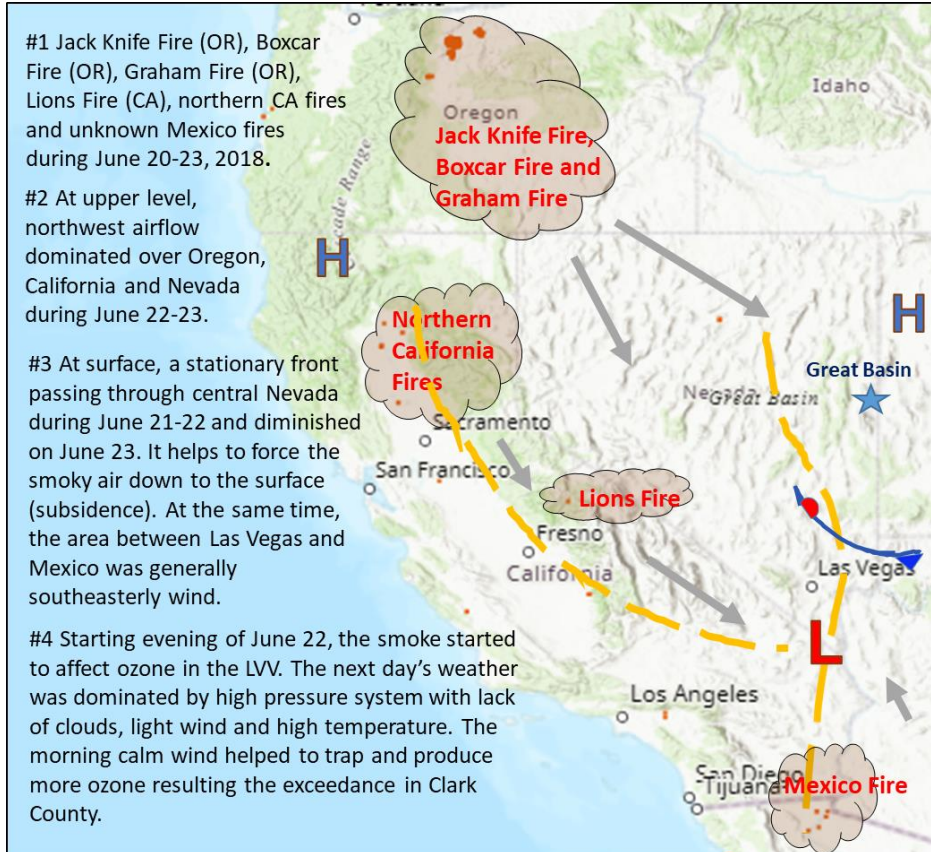 #1 Jack Knife Fire (OR), Boxcar
Fire (OR), Graham Fire (OR),
Lions Fire (CA), northern CA fires
and unknown Mexico fires
during June 20-23, 2018.
#2 At upper level,
northwest airflow
dominated over Oregon,
California and Nevada
during June 22-23.
#3 At surface, a stationary front
passing through central Nevada
during June 21-22 and diminished
on June 23. It helps to force the
smoky air down to the surface
(subsidence). At the same time,
the area between Las Vegas and
Mexico was generally
southeasterly wind.
#4 Starting evening of June 22, the smoke started
to affect ozone in the LVV. The next day’s weather
was dominated by high pressure system with lack
of clouds, light wind and high temperature. The
morning calm wind helped to trap and produce
more ozone resulting the exceedance in Clark
County.
Idaho
Oregon
Jack Knife Fire,
Boxcar Fire and
Graham Fire
Range
H
H
Northern
California
Fires
Great Basin
Great Basin
Sacramento
San Francisco
Lions Fire
Fresno
California
Las Vegas
L
Los Angeles
San Diego
Tijuana
Mexico Fire